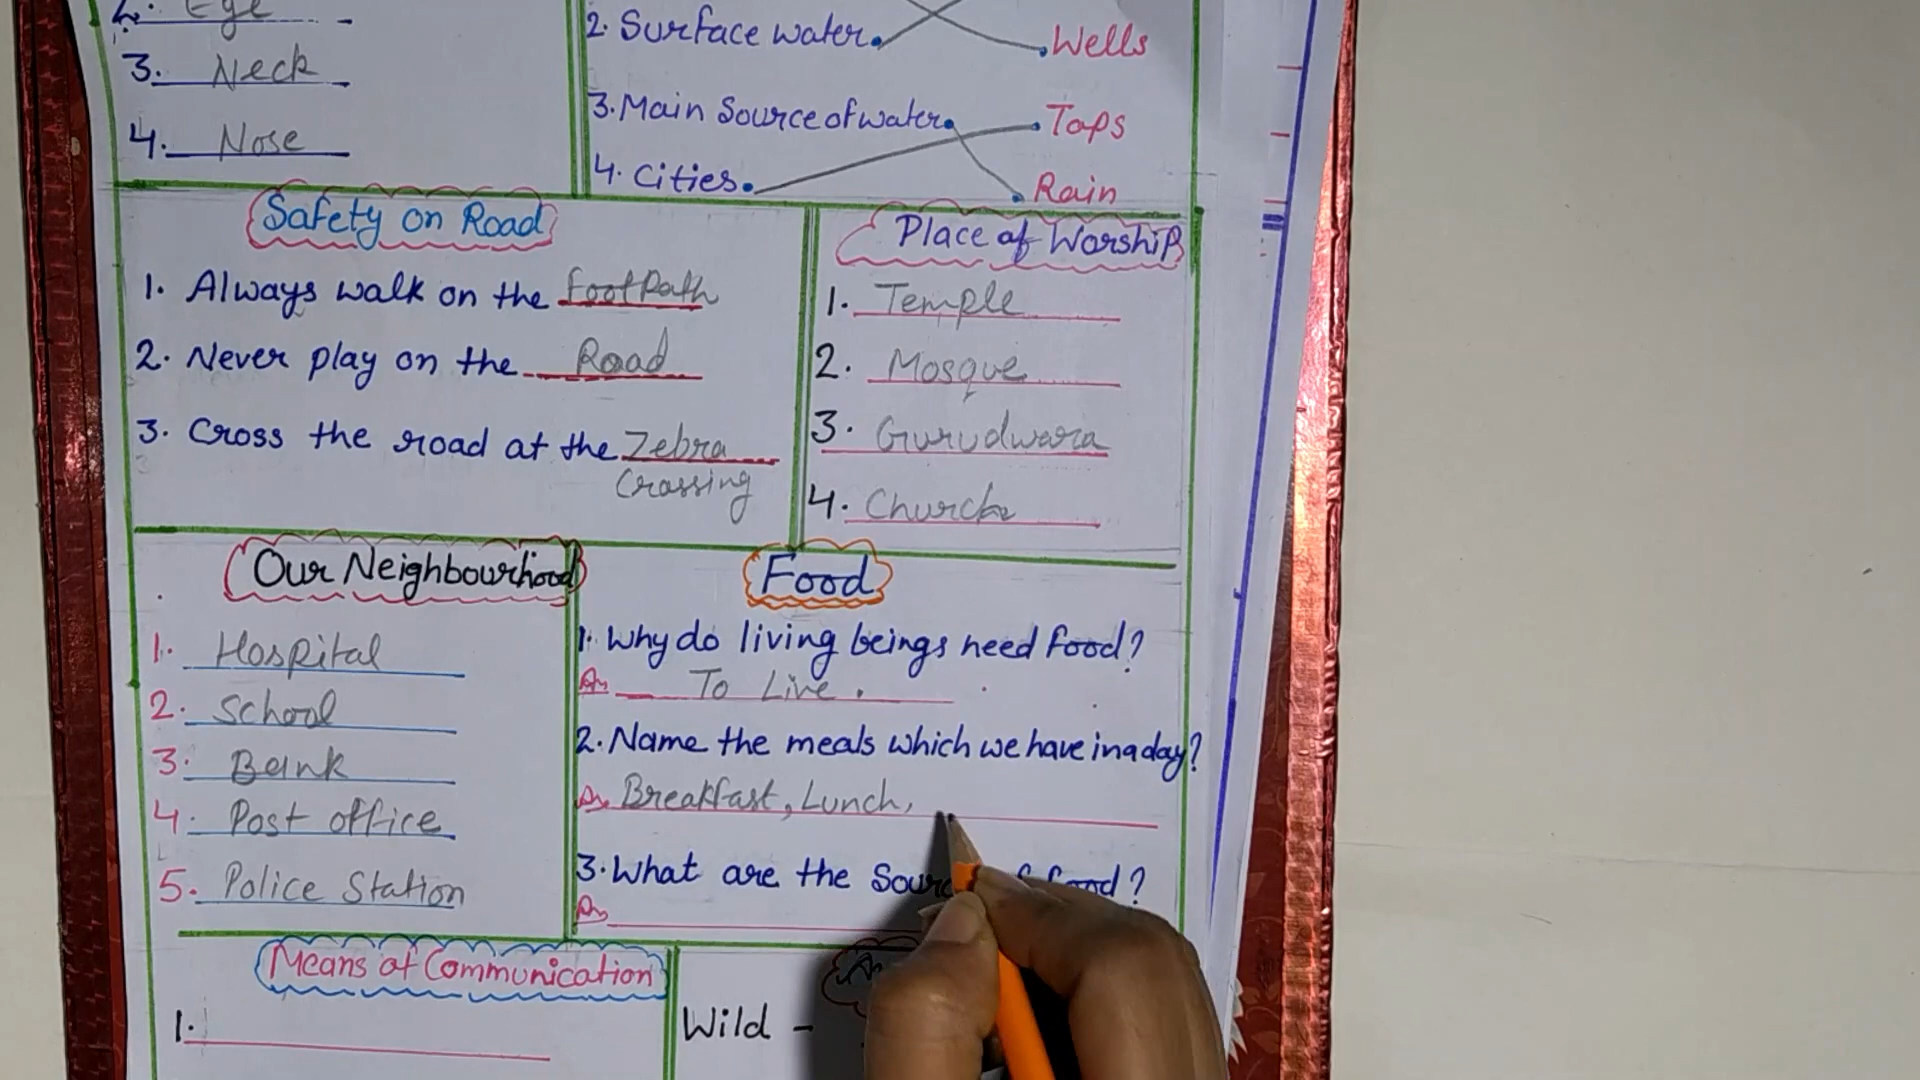 2. Eye
3. Neck
4. Nose
2. Surface water.
Wells
3. Main Source of water.
Taps
4. Cities.
Rain
Safety on Road
1. Always walk on the FootPath
2. Never play on the Road
3. Cross the road at the Zebra
Crossing
Place of Worship
1. Temple
2. Mosque
3. Gurudwara
4. Church
Our Neighbourhood
1. Hospital
2. School
3. Bank
4. Post office
5. Police Station
Food
1. Why do living beings need food?
An To Live.
2. Name the meals which we have in a day?
An Breakfast, Lunch,
3. What are the food?
An
Means of Communication
1.
Wild -